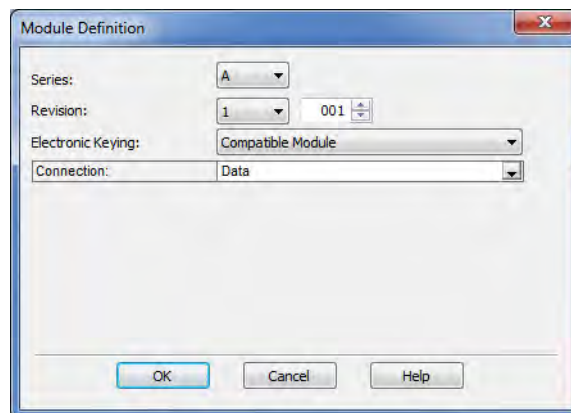 Module Definition
Series: A
Revision: 1 001
Electronic Keying: Compatible Module
Connection: Data
OK Cancel Help